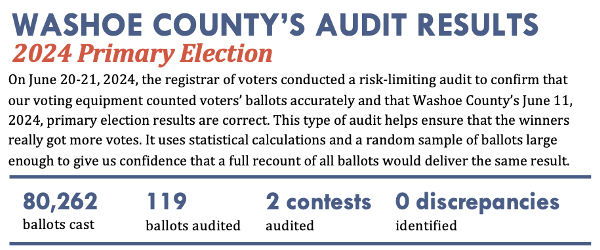 WASHOE COUNTY’S AUDIT RESULTS
2024 Primary Election
On June 20-21, 2024, the registrar of voters conducted a risk-limiting audit to confirm that
our voting equipment counted voters’ ballots accurately and that Washoe County’s June 11,
2024, primary election results are correct. This type of audit helps ensure that the winners
really got more votes. It uses statistical calculations and a random sample of ballots large
enough to give us confidence that a full recount of all ballots would deliver the same result.
80,262 119 2 contests 0 discrepancies
ballots cast ballots audited audited identified